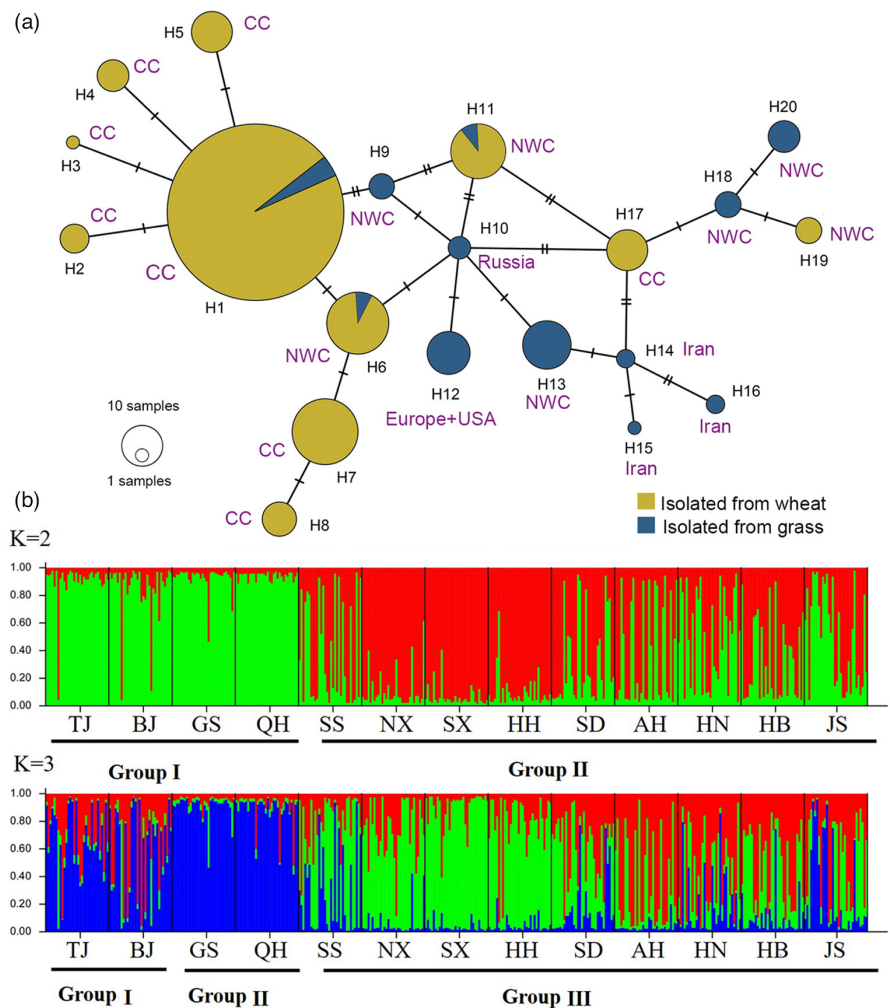 (a)
H5 CC
H4 CC
H3 CC
H2 CC
CC H1
H9 NWC
H11 NWC
H20 NWC
H18 NWC
H17 CC
NWC H19
H10 Russia
NWC H6
H12 Europe+USA
H13 NWC
H14 Iran
H16 Iran
H15 Iran
CC H7
CC H8
10 samples
1 samples
Isolated from wheat
Isolated from grass
(b)
K=2
1.00
0.80
0.60
0.40
0.20
0.00
TJ BJ GS QH SS NX SX HH SD AH HN HB JS
Group I Group II
K=3
1.00
0.80
0.60
0.40
0.20
0.00
TJ BJ GS QH SS NX SX HH SD AH HN HB JS
Group I Group II Group III